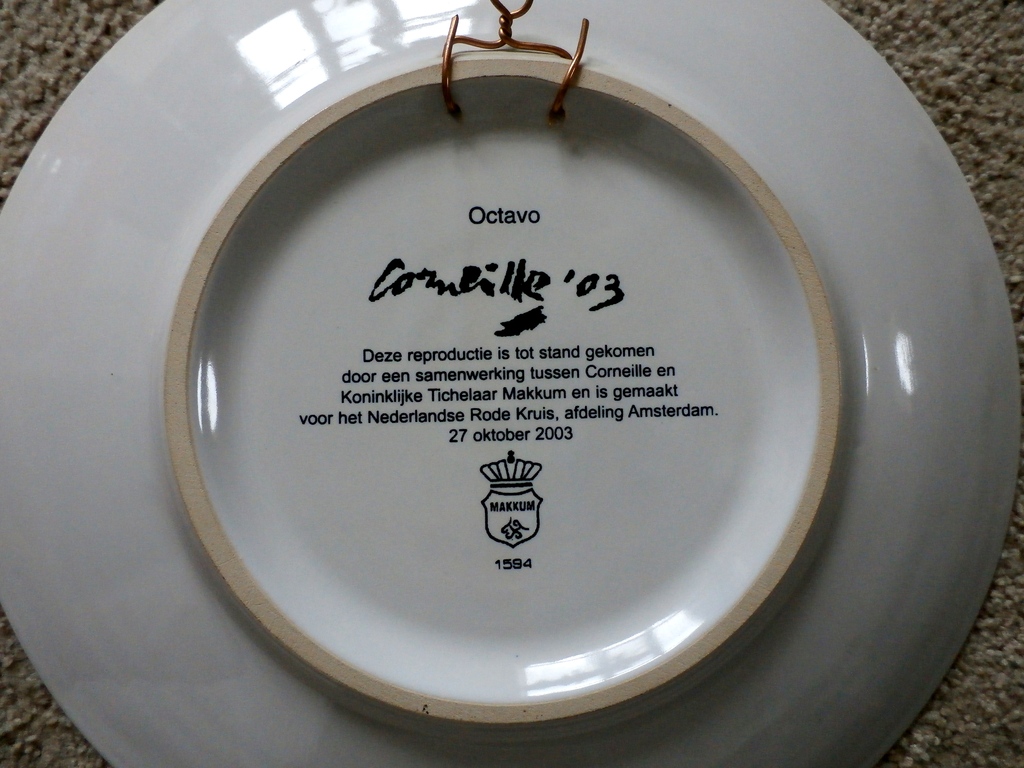 Octavo
Corneille '03
Deze reproductie is tot stand gekomen
door een samenwerking tussen Corneille en
Koninklijke Tichelaar Makkum en is gemaakt
voor het Nederlandse Rode Kruis, afdeling Amsterdam.
27 oktober 2003
MAKKUM
1594